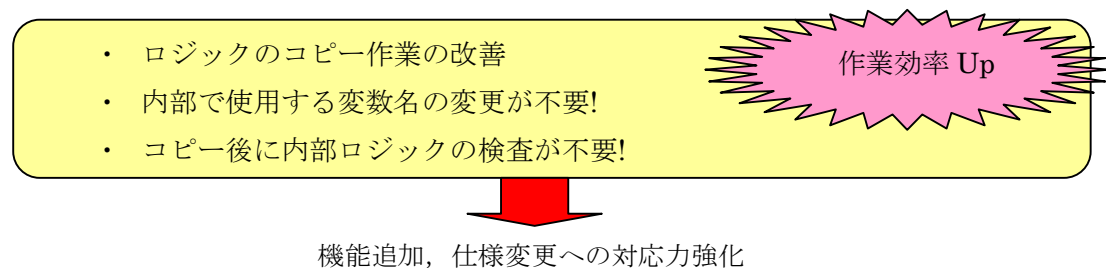 ・ ロジックのコピー作業の改善
作業効率 Up
・ 内部で使用する変数名の変更が不要!
・ コピー後に内部ロジックの検査が不要!
機能追加，仕様変更への対応力強化